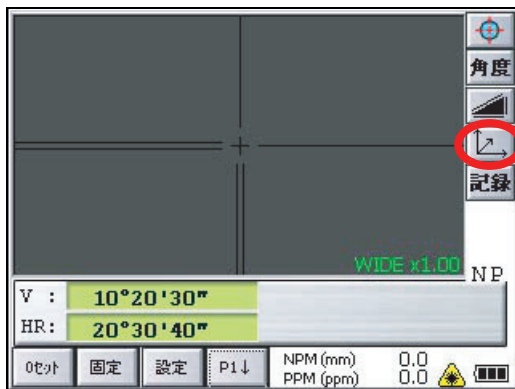 角度
記録
WIDE x1.00
NP
V : 10°20'30"
HR: 20°30'40"
0セット 固定 設定 P1↓ NPM (mm) 0.0
PPM (ppm) 0.0